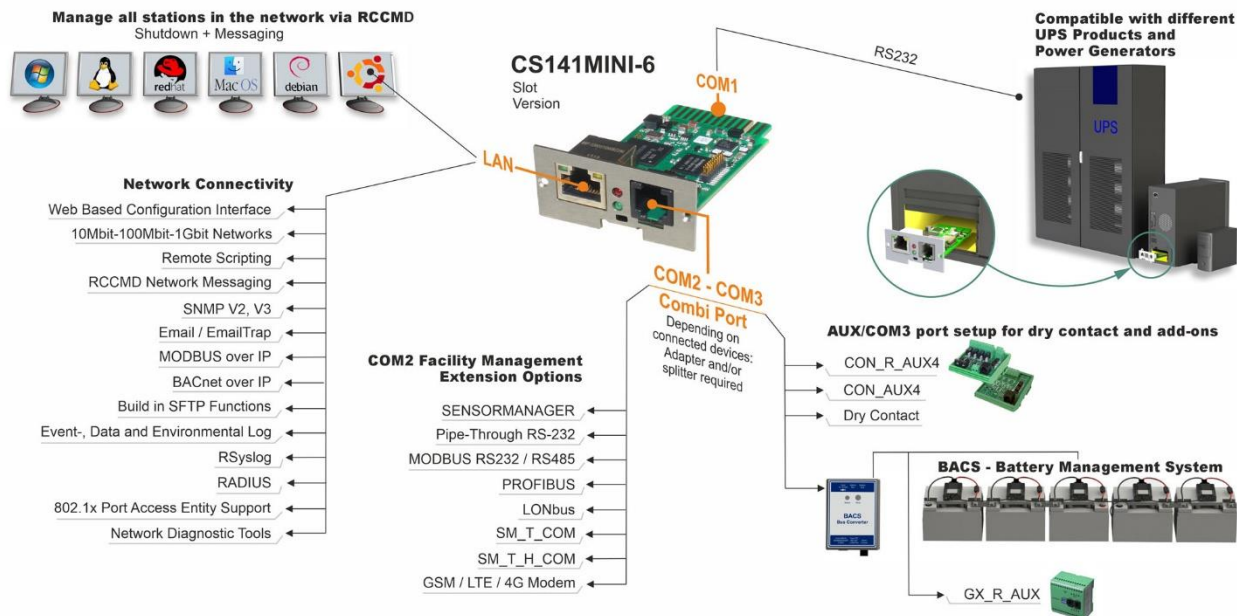 Manage all stations in the network via RCCMD
Shutdown + Messaging
redHat
Mac OS
debian
CS141MINI-6
Slot
Version
COM1
RS232
Compatible with different
UPS Products and
Power Generators
UPS
LAN
Network Connectivity
Web Based Configuration Interface
10Mbit-100Mbit-1Gbit Networks
Remote Scripting
RCCMD Network Messaging
SNMP V2, V3
Email / EmailTrap
MODBUS over IP
BACnet over IP
Build in SFTP Functions
Event-, Data and Environmental Log
RSyslog
RADIUS
802.1x Port Access Entity Support
Network Diagnostic Tools
COM2 - COM3
Combi Port
Depending on
connected devices:
Adapter and/or
splitter required
COM2 Facility Management
Extension Options
SENSORMANAGER
Pipe-Through RS-232
MODBUS RS232 / RS485
PROFIBUS
LONbus
SM_T_COM
SM_T_H_COM
GSM / LTE / 4G Modem
AUX/COM3 port setup for dry contact and add-ons
CON_R_AUX4
CON_AUX4
Dry Contact
BACS - Battery Management System
BACS
Bus Converter
GX_R_AUX